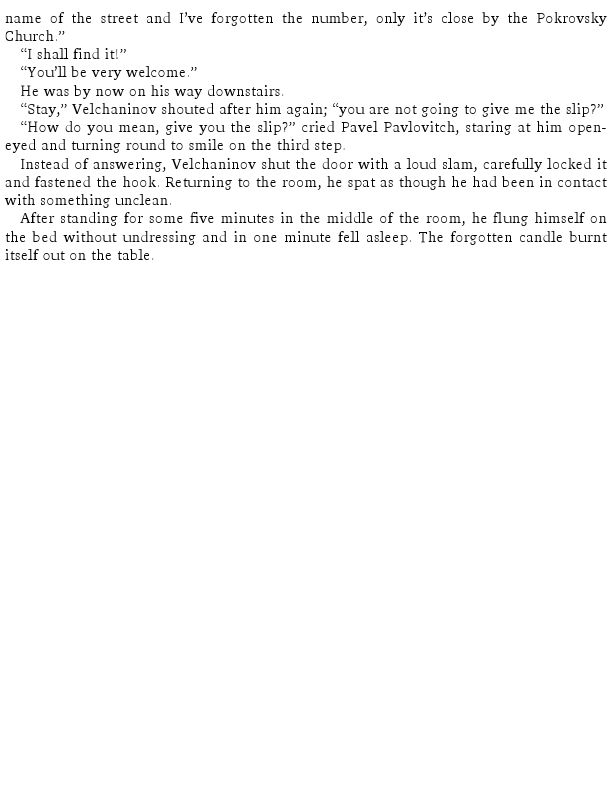 name of the street and I’ve forgotten the number, only it’s close by the Pokrovsky
Church.”
“I shall find it!”
“You’ll be very welcome.”
He was by now on his way downstairs.
“Stay,” Velchaninov shouted after him again; “you are not going to give me the slip?”
“How do you mean, give you the slip?” cried Pavel Pavlovitch, staring at him open-
eyed and turning round to smile on the third step.
Instead of answering, Velchaninov shut the door with a loud slam, carefully locked it
and fastened the hook. Returning to the room, he spat as though he had been in contact
with something unclean.
After standing for some five minutes in the middle of the room, he flung himself on
the bed without undressing and in one minute fell asleep. The forgotten candle burnt
itself out on the table.